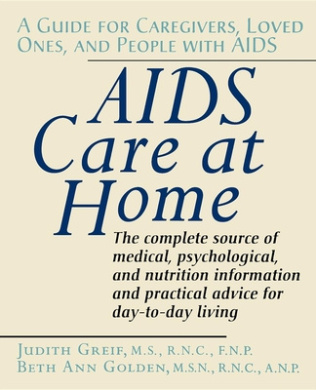 A Guide for Caregivers, Loved
Ones, and People with AIDS
AIDS
Care at
Home
The complete source of
medical, psychological,
and nutrition information
and practical advice for
day-to-day living
Judith Greif, M.S., R.N.C., F.N.P.
Beth Ann Golden, M.S.N., R.N.C., A.N.P.